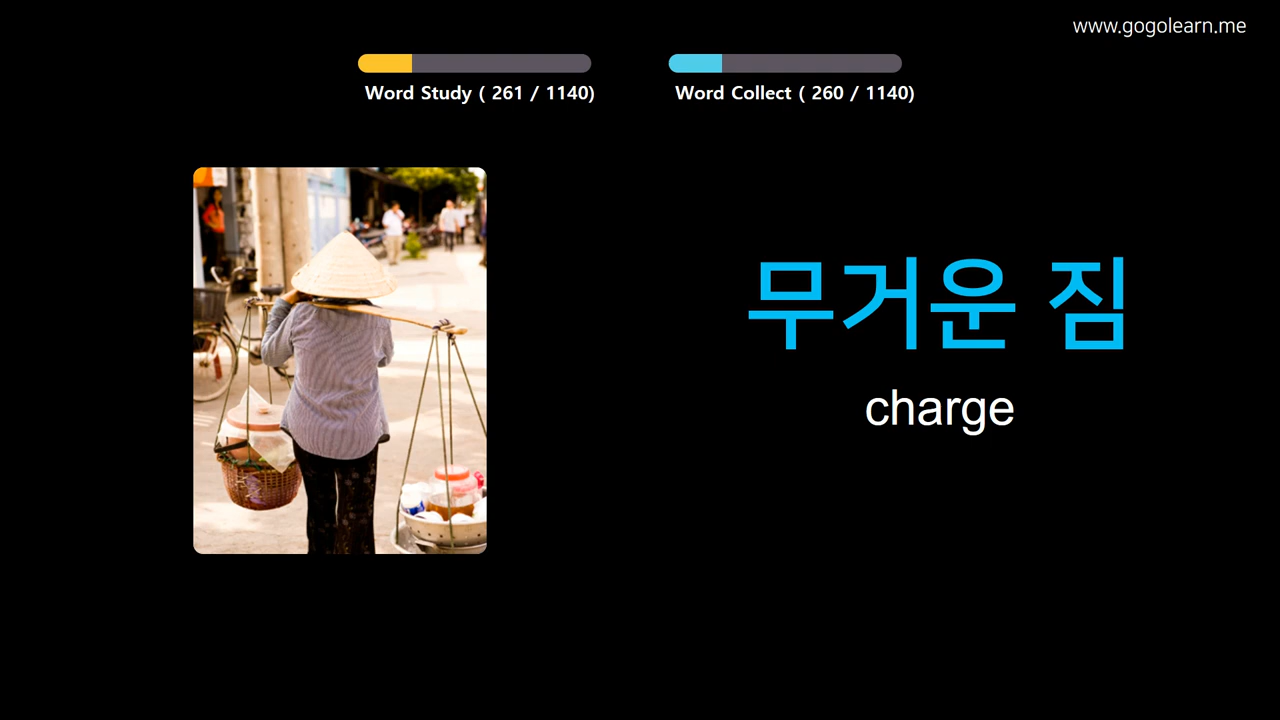 www.gogolearn.me
Word Study ( 261 / 1140)
Word Collect ( 260 / 1140)
무거운 짐
charge